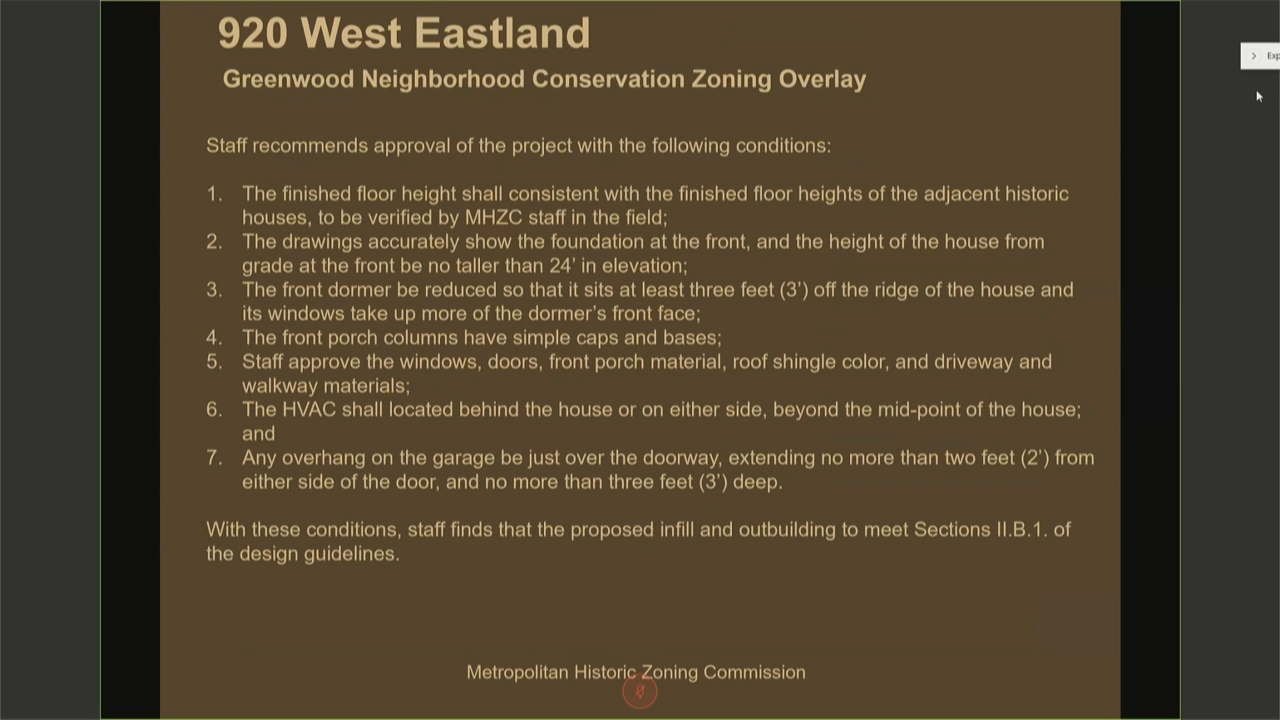 920 West Eastland
Exp
Greenwood Neighborhood Conservation Zoning Overlay
Staff recommends approval of the project with the following conditions:
1. The finished floor height shall consistent with the finished floor heights of the adjacent historic
houses, to be verified by MHZC staff in the field;
2. The drawings accurately show the foundation at the front, and the height of the house from
grade at the front be no taller than 24' in elevation;
3. The front dormer be reduced so that it sits at least three feet (3') off the ridge of the house and
its windows take up more of the dormer's front face;
4. The front porch columns have simple caps and bases;
5. Staff approve the windows, doors, front porch material, roof shingle color, and driveway and
walkway materials;
6. The HVAC shall located behind the house or on either side, beyond the mid-point of the house;
and
7. Any overhang on the garage be just over the doorway, extending no more than two feet (2') from
either side of the door, and no more than three feet (3') deep.
With these conditions, staff finds that the proposed infill and outbuilding to meet Sections II.B.1. of
the design guidelines.
Metropolitan Historic Zoning Commission